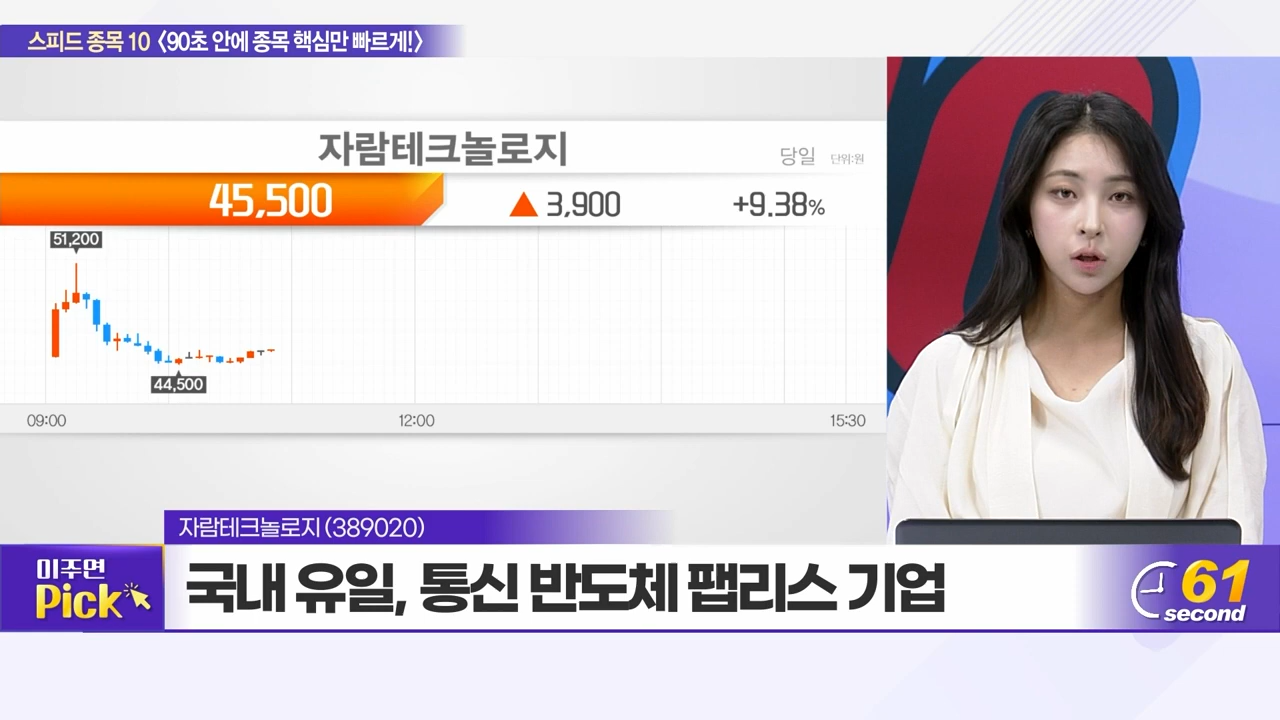 스피드 종목 10 <90초 안에 종목 핵심만 빠르게!>
자람테크놀로지
당일 단위:원
45,500 ▲ 3,900 +9.38%
51,200
44,500
09:00 12:00 15:30
자람테크놀로지 (389020)
미주면
Pick
국내 유일, 통신 반도체 팹리스 기업
61
second